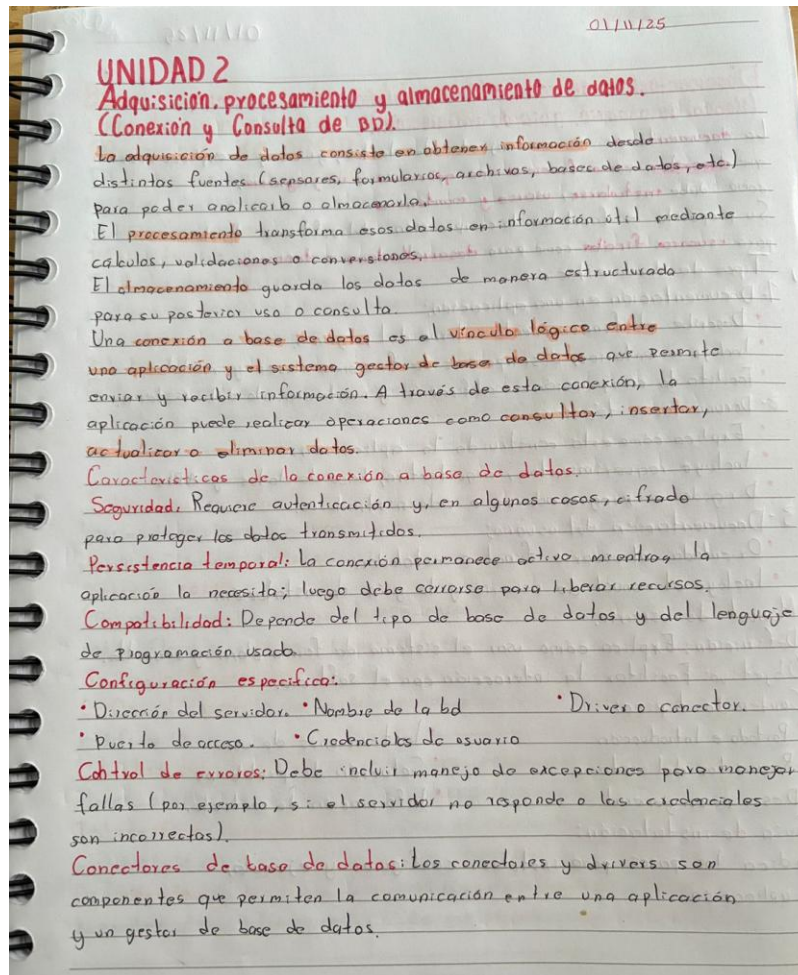 01/11/25
UNIDAD 2
Adquisición, procesamiento y almacenamiento de datos.
(Conexión y Consulta de BD).
La adquisición de datos consiste en obtener información desde
distintas fuentes (sensores, formularios, archivos, bases de datos, etc.)
para poder analizarla o almacenarla.
El procesamiento transforma esos datos en información útil mediante
cálculos, validaciones o conversiones.
El almacenamiento guarda los datos de manera estructurada
para su posterior uso o consulta.
Una conexión a base de datos es el vínculo lógico entre
una aplicación y el sistema gestor de base de datos que permite
enviar y recibir información. A través de esta conexión, la
aplicación puede realizar operaciones como consultar, insertar,
actualizar o eliminar datos.
Características de la conexión a base de datos.
Seguridad. Requiere autenticación y, en algunos casos, cifrado
para proteger los datos transmitidos.
Persistencia temporal: La conexión permanece activa mientras la
aplicación la necesita; luego debe cerrarse para liberar recursos.
Compatibilidad: Depende del tipo de base de datos y del lenguaje
de programación usado.
Configuración especifica:
• Dirección del servidor. • Nombre de la bd • Driver o conector.
• Puerto de acceso. • Credenciales de usuario
Control de errores: Debe incluir manejo de excepciones para manejar
fallas (por ejemplo, si el servidor no responde o las credenciales
son incorrectas).
Conectores de base de datos: Los conectores y drivers son
componentes que permiten la comunicación entre una aplicación
y un gestor de base de datos.